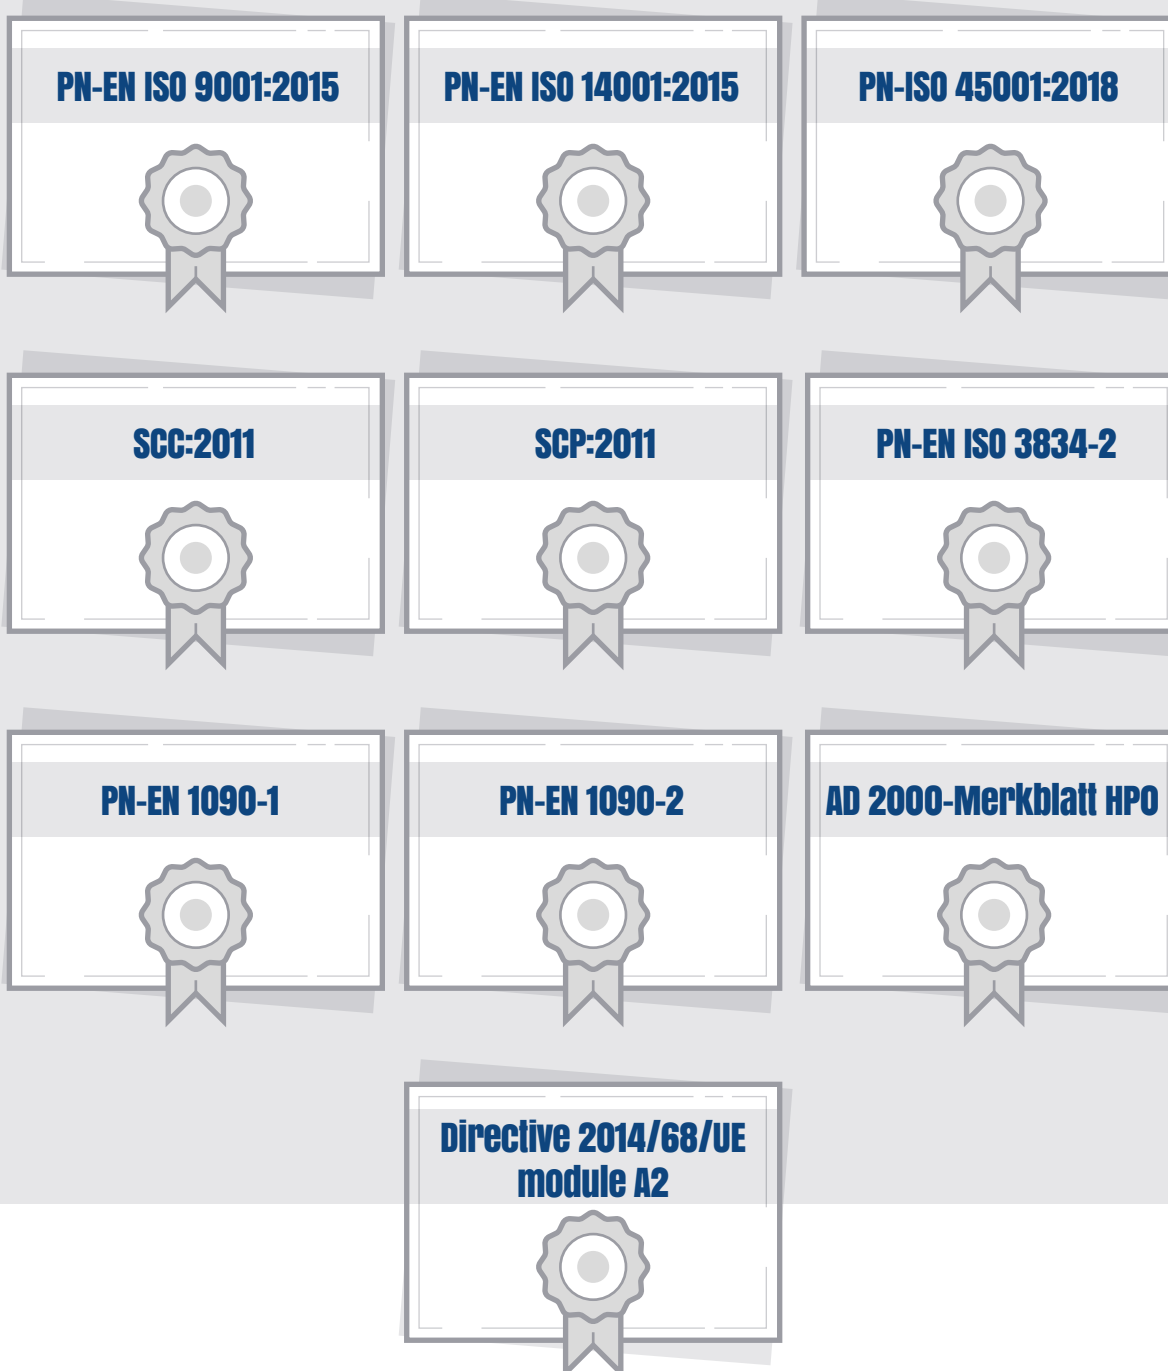 PN-EN ISO 9001:2015
PN-EN ISO 14001:2015
PN-ISO 45001:2018
SCC:2011
SCP:2011
PN-EN ISO 3834-2
PN-EN 1090-1
PN-EN 1090-2
AD 2000-Merkblatt HPO
Directive 2014/68/UE
module A2